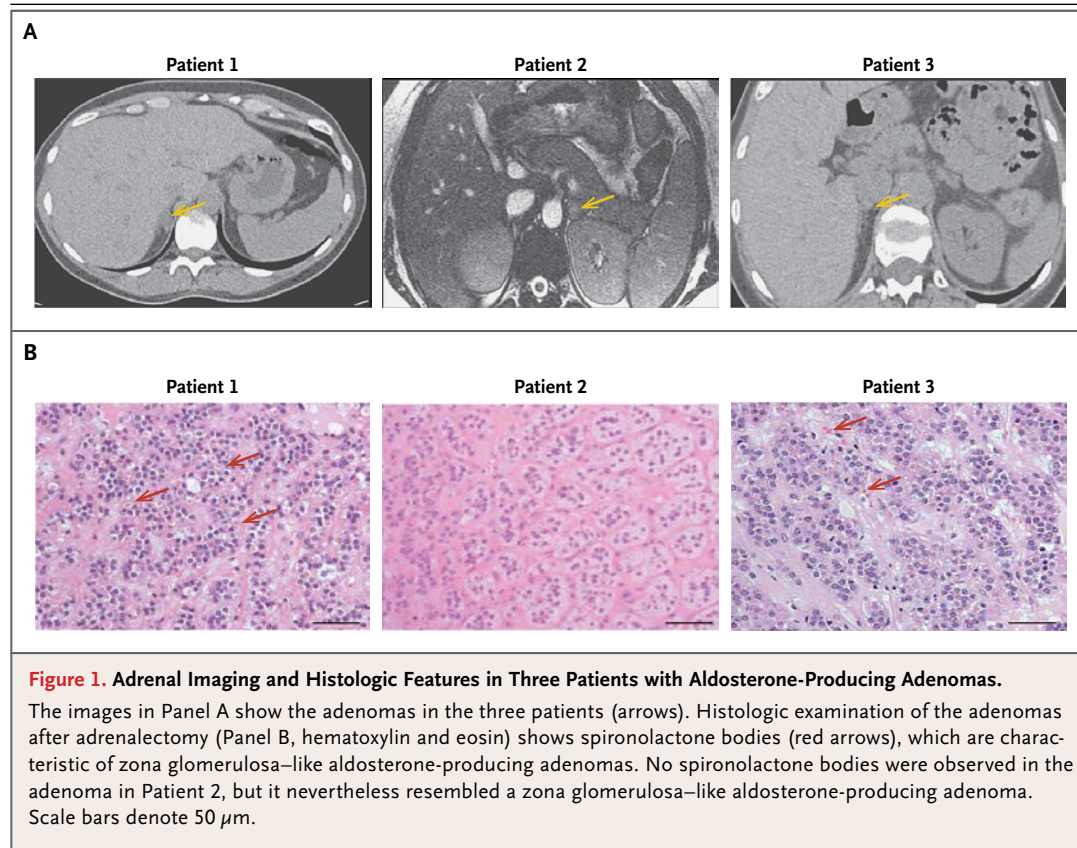 A
Patient 1
Patient 2
Patient 3
B
Patient 1
Patient 2
Patient 3
Figure 1. Adrenal Imaging and Histologic Features in Three Patients with Aldosterone-Producing Adenomas.
The images in Panel A show the adenomas in the three patients (arrows). Histologic examination of the adenomas
after adrenalectomy (Panel B, hematoxylin and eosin) shows spironolactone bodies (red arrows), which are charac-
teristic of zona glomerulosa–like aldosterone-producing adenomas. No spironolactone bodies were observed in the
adenoma in Patient 2, but it nevertheless resembled a zona glomerulosa–like aldosterone-producing adenoma.
Scale bars denote 50 μm.